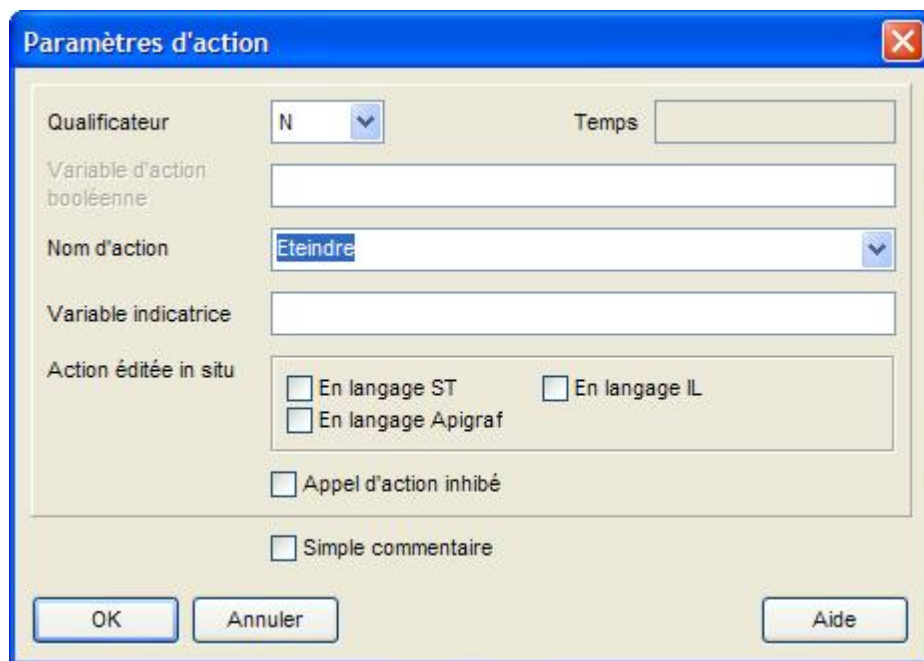 Paramètres d'action
Qualificateur N Temps
Variable d'action
booléenne
Nom d'action Eteindre
Variable indicatrice
Action éditée in situ
En langage ST En langage IL
En langage Apigraf
Appel d'action inhibé
Simple commentaire
OK Annuler Aide